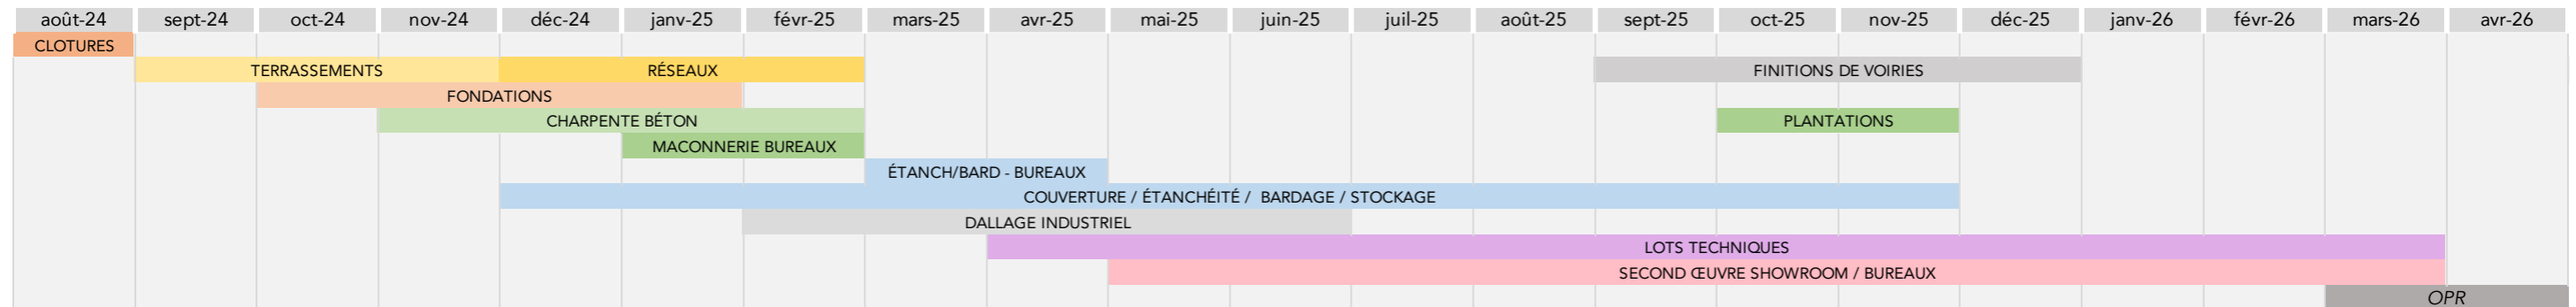 août-24 sept-24 oct-24 nov-24 déc-24 janv-25 févr-25 mars-25 avr-25 mai-25 juin-25 juil-25 août-25 sept-25 oct-25 nov-25 déc-25 janv-26 févr-26 mars-26 avr-26
CLOTURES
TERRASSEMENTS RÉSEAUX FINITIONS DE VOIRIES
FONDATIONS
CHARPENTE BÉTON PLANTATIONS
MACONNERIE BUREAUX
ÉTANCH/BARD - BUREAUX
COUVERTURE / ÉTANCHÉITÉ / BARDAGE / STOCKAGE
DALLAGE INDUSTRIEL
LOTS TECHNIQUES
SECOND ŒUVRE SHOWROOM / BUREAUX
OPR